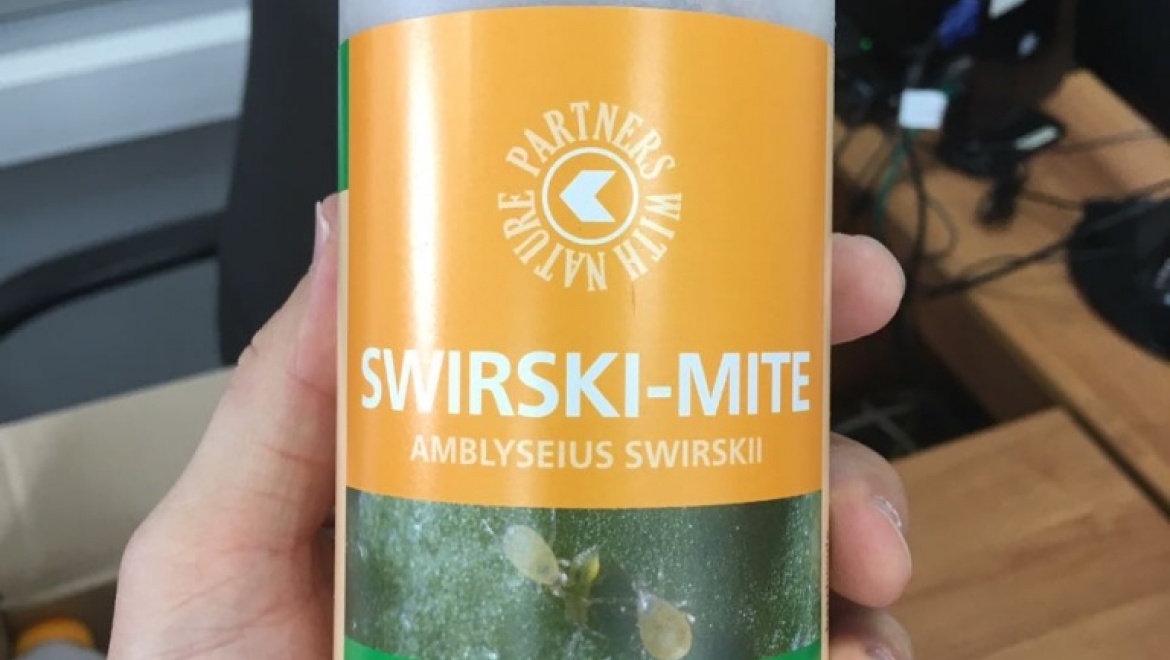 PARTNERS WITH NATURE
SWIRSKI-MITE
AMBLYSEIUS SWIRSKII